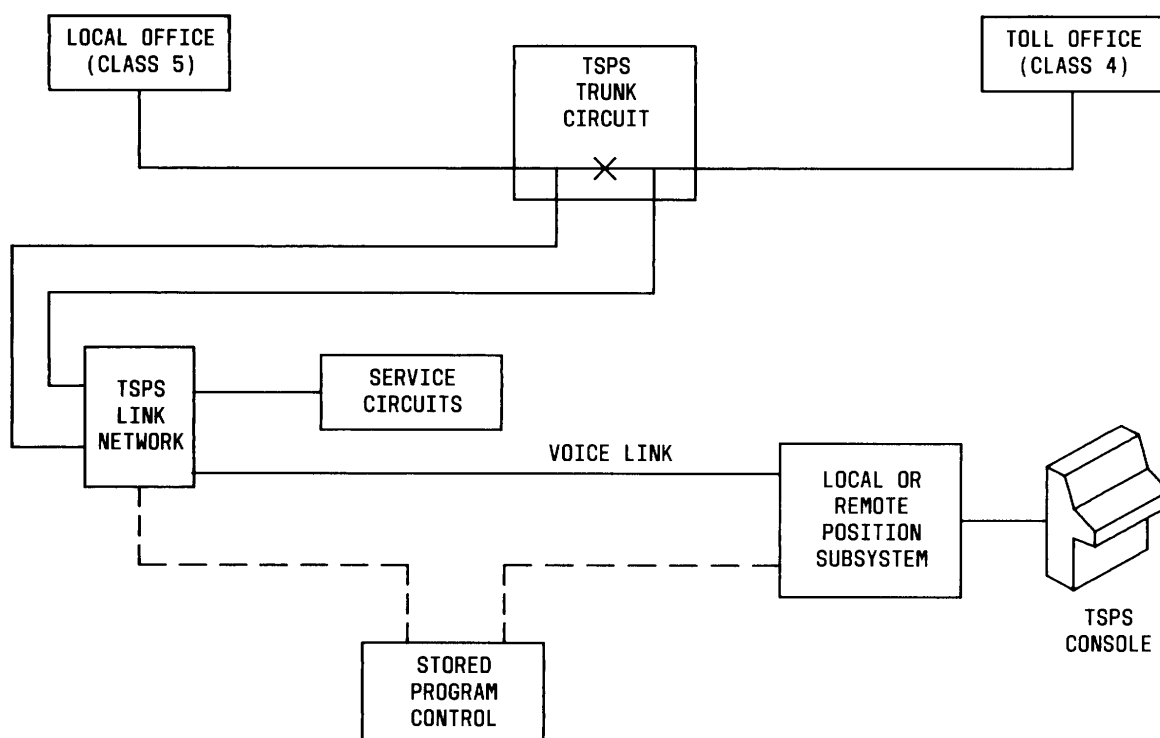 LOCAL OFFICE
(CLASS 5)
TSPS
TRUNK
CIRCUIT
TOLL OFFICE
(CLASS 4)
TSPS
LINK
NETWORK
SERVICE
CIRCUITS
VOICE LINK
LOCAL OR
REMOTE
POSITION
SUBSYSTEM
TSPS
CONSOLE
STORED
PROGRAM
CONTROL